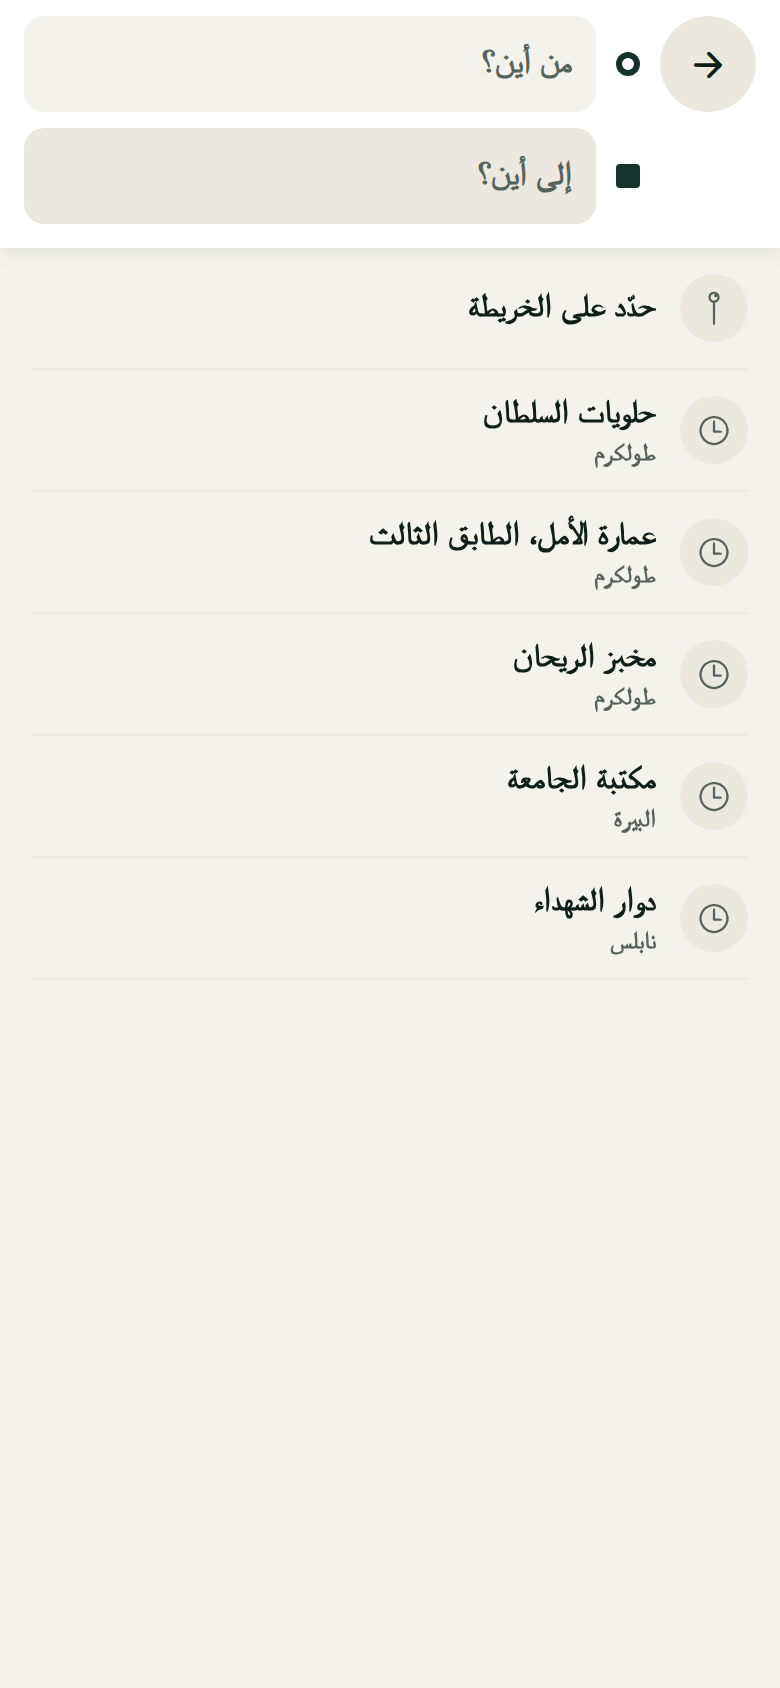 من أين؟
إلى أين؟
حدّد على الخريطة
حلويات السلطان
طولكرم
عمارة الأمل، الطابق الثالث
طولكرم
مخبز الريحان
طولكرم
مكتبة الجامعة
البيرة
دوار الشهداء
نابلس